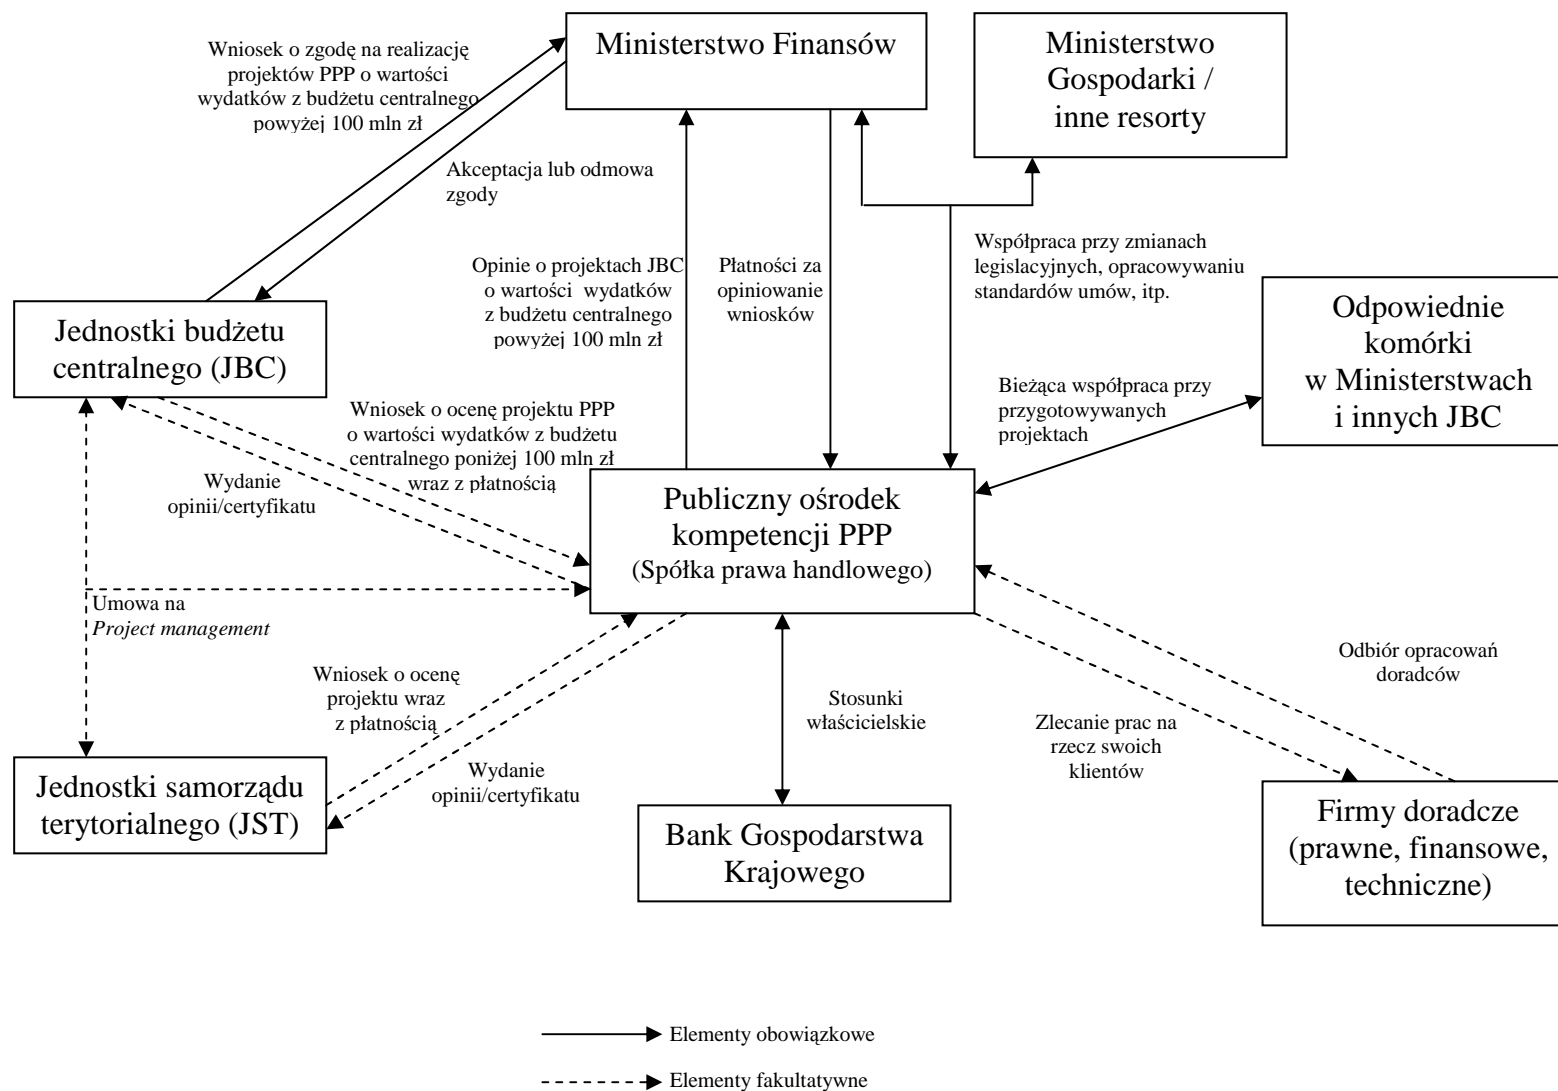 Wniosek o zgodę na realizację
projektów PPP o wartości
wydatków z budżetu centralnego
powyżej 100 mln zł
Ministerstwo Finansów
Ministerstwo
Gospodarki /
inne resorty
Akceptacja lub odmowa
zgody
Opinie o projektach JBC
o wartości wydatków
z budżetu centralnego
powyżej 100 mln zł
Płatności za
opiniowanie
wniosków
Współpraca przy zmianach
legislacyjnych, opracowywaniu
standardów umów, itp.
Jednostki budżetu
centralnego (JBC)
Odpowiednie
komórki
w Ministerstwach
i innych JBC
Bieżąca współpraca przy
przygotowywanych
projektach
Wniosek o ocenę projektu PPP
o wartości wydatków z budżetu
centralnego poniżej 100 mln zł
wraz z płatnością
Wydanie
opinii/certyfikatu
Publiczny ośrodek
kompetencji PPP
(Spółka prawa handlowego)
Umowa na
Project management
Wniosek o ocenę
projektu wraz
z płatnością
Stosunki
właścicielskie
Odbiór opracowań
doradców
Zlecanie prac na
rzecz swoich
klientów
Jednostki samorządu
terytorialnego (JST)
Wydanie
opinii/certyfikatu
Bank Gospodarstwa
Krajowego
Firmy doradcze
(prawne, finansowe,
techniczne)
Elementy obowiązkowe
Elementy fakultatywne